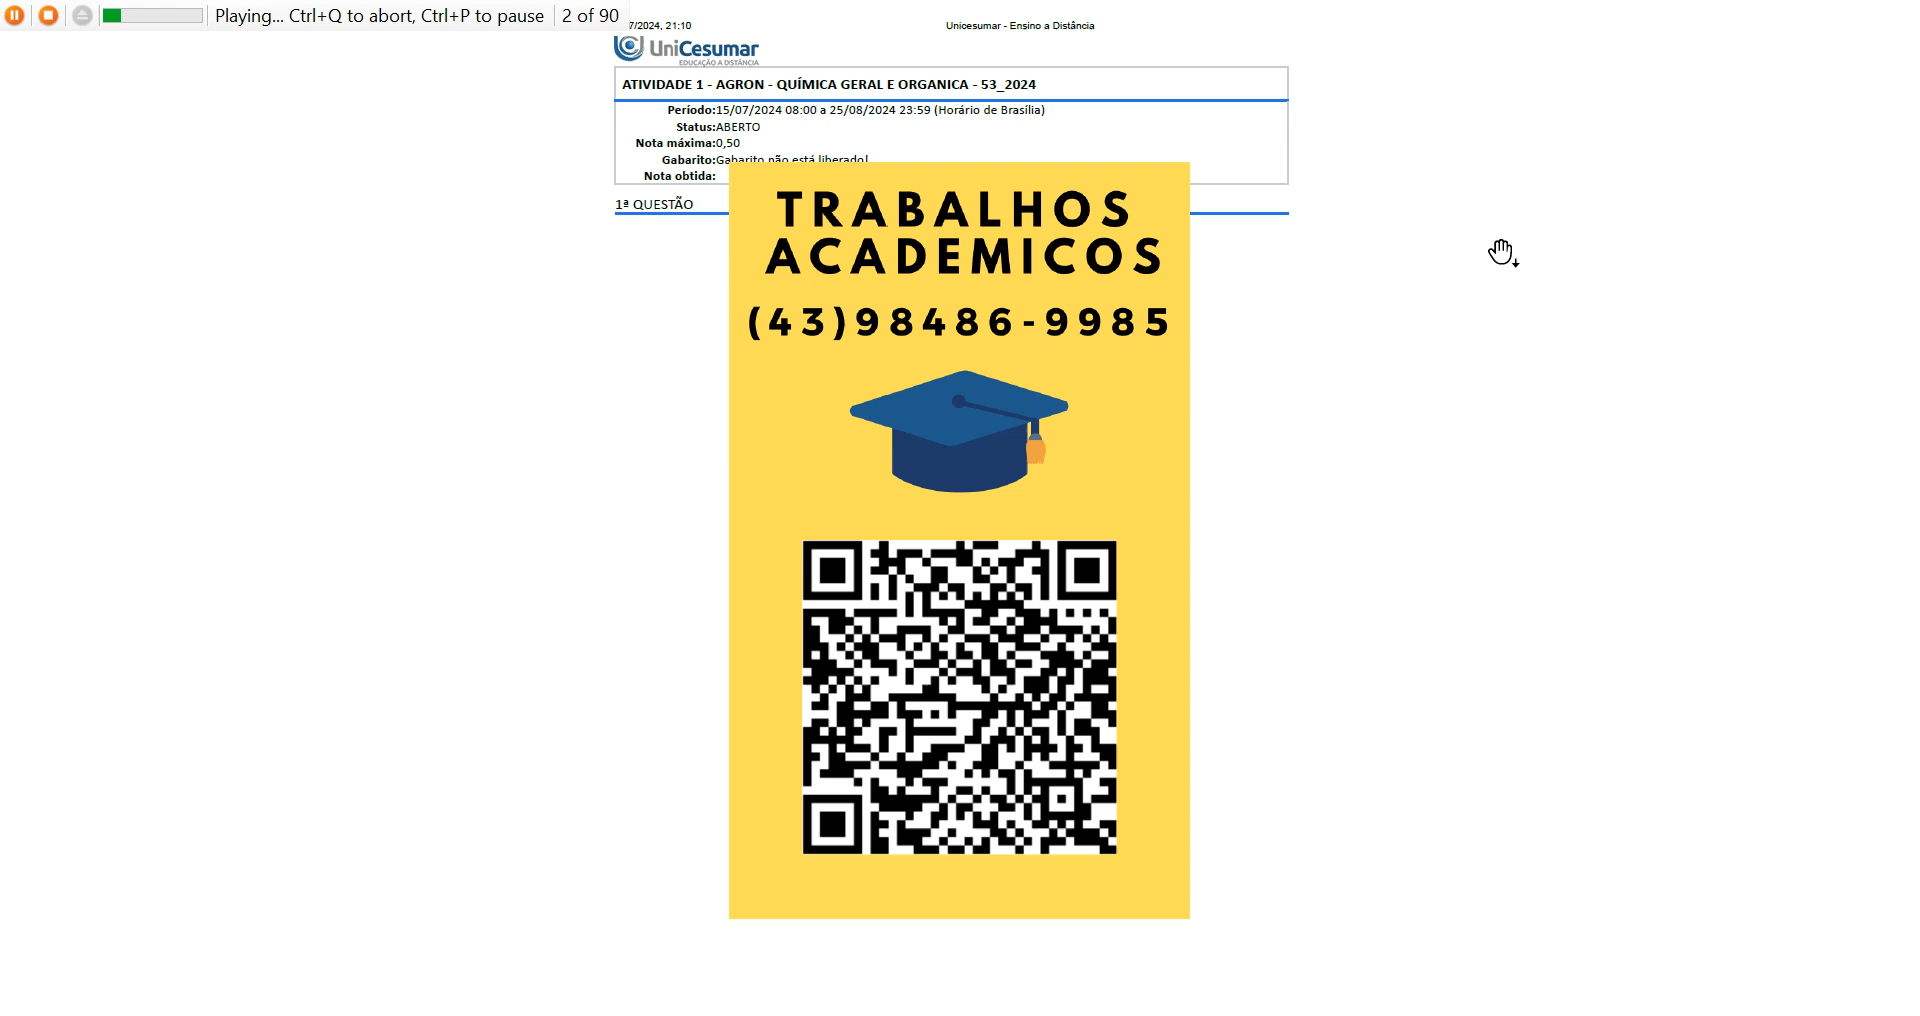 Playing... Ctrl+Q to abort, Ctrl+P to pause
2 of 90
7/2024, 21:10
Unicesumar - Ensino a Distância
UniCesumar
EDUCAÇÃO A DISTÂNCIA
ATIVIDADE 1 - AGRON - QUÍMICA GERAL E ORGANICA - 53_2024
Período:15/07/2024 08:00 a 25/08/2024 23:59 (Horário de Brasília)
Status:ABERTO
Nota máxima:0,50
Gabarito:Gabarito não está liberado!
Nota obtida:
1ª QUESTÃO
TRABALHOS
ACADEMICOS
(43)98486-9985